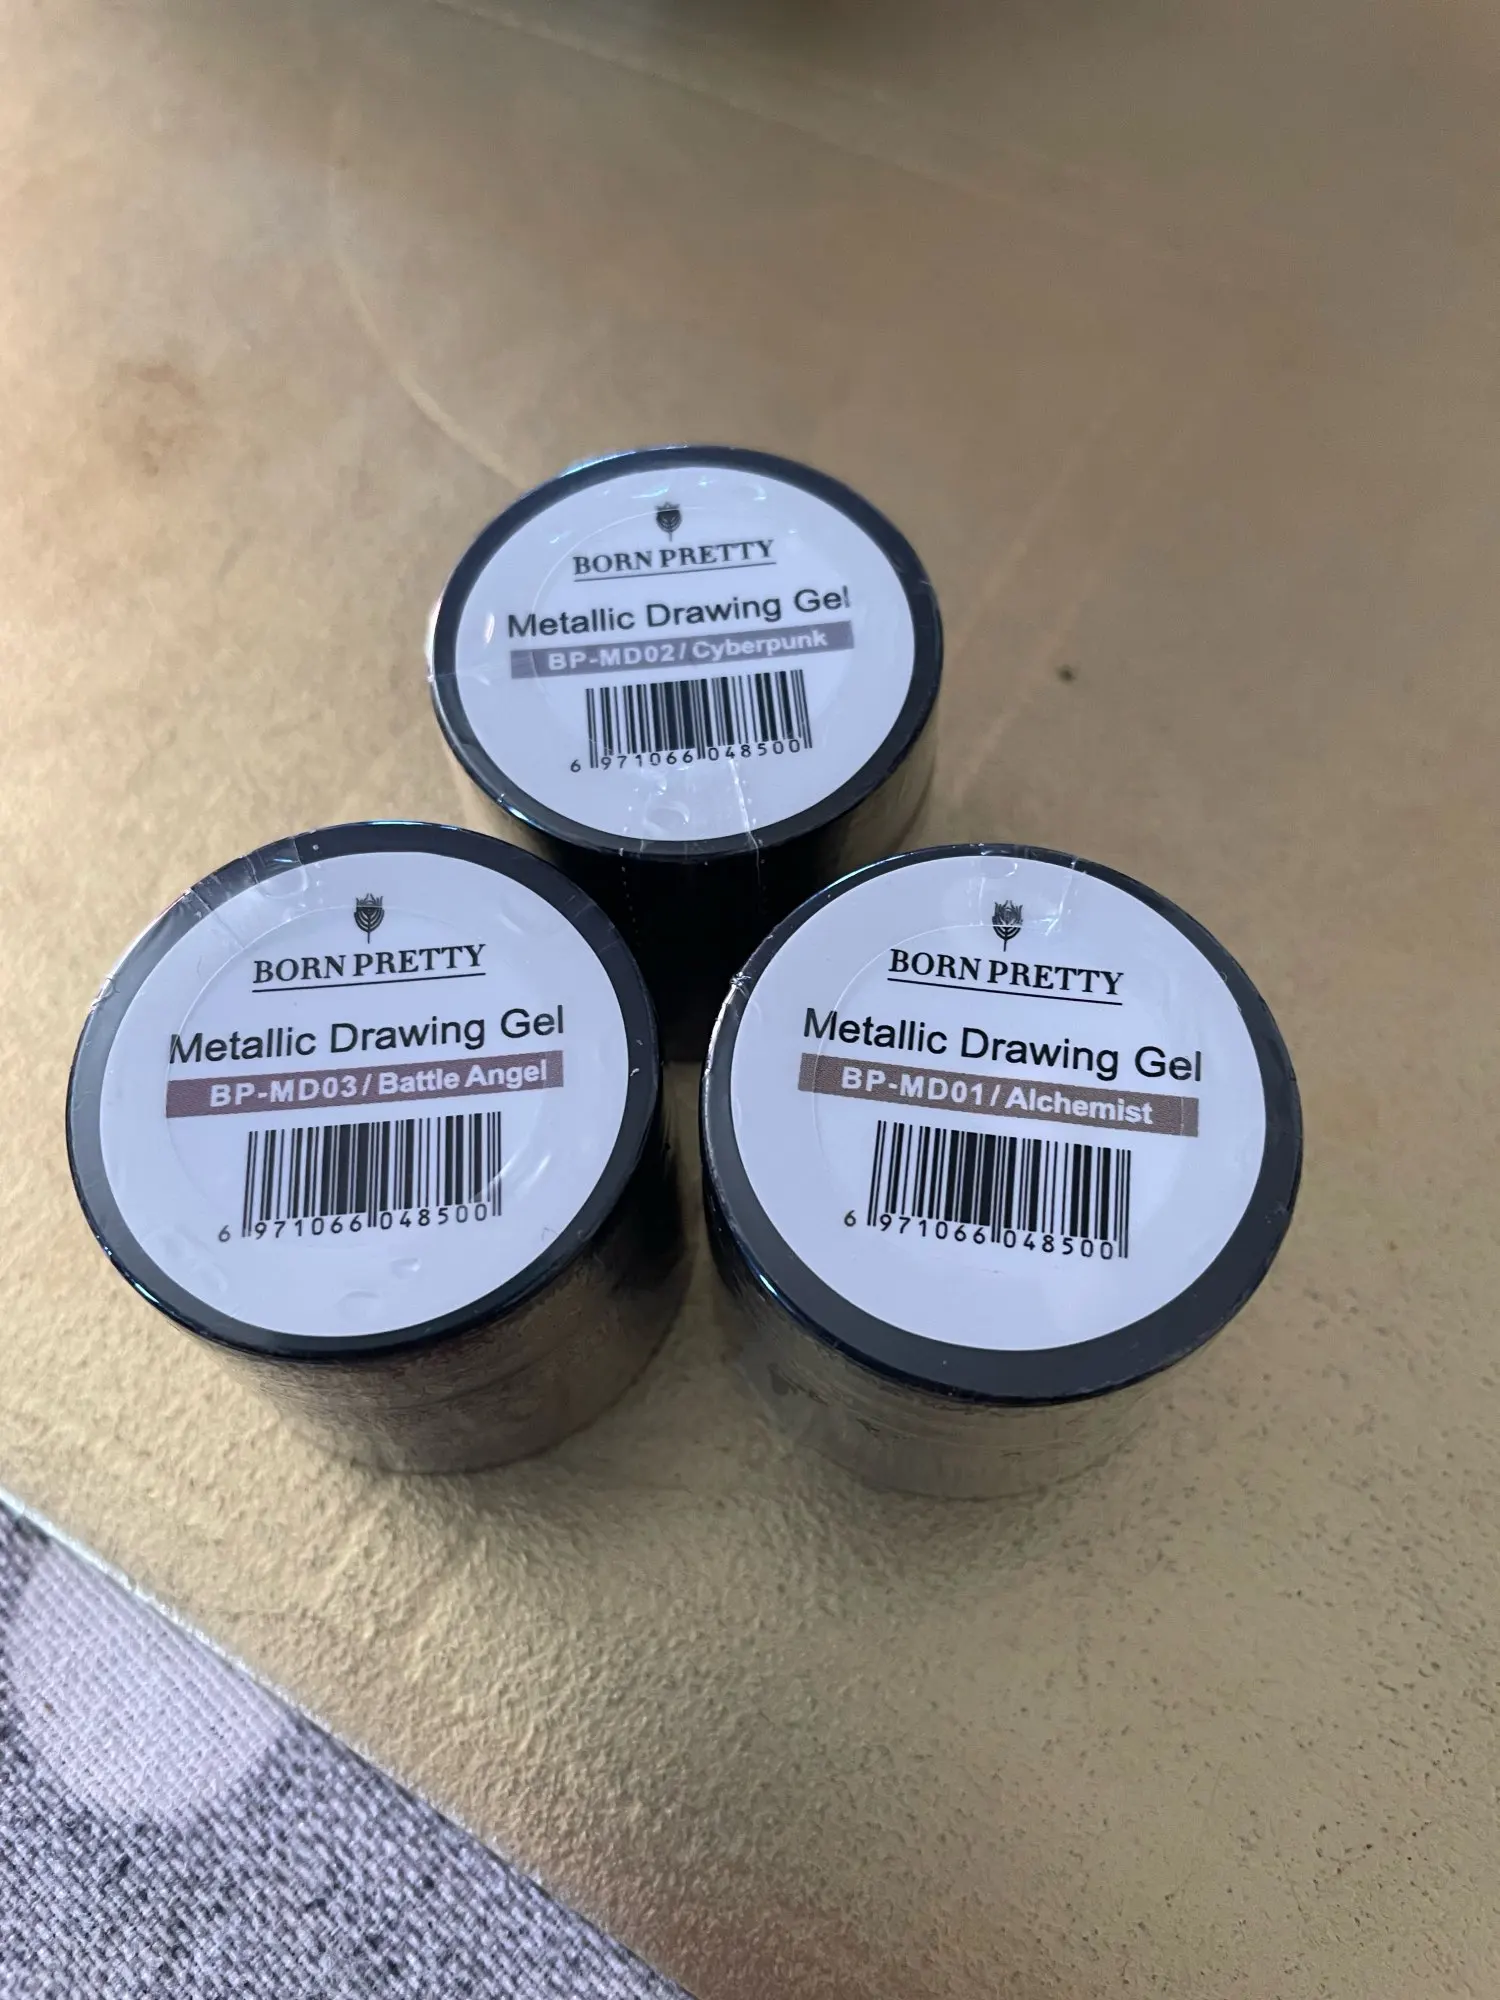 BORN PRETTY
Metallic Drawing Gel
BP-MD02/Cyberpunk
6 971066 048500
BORN PRETTY
Metallic Drawing Gel
BP-MD03/Battle Angel
6 971066 048500
BORN PRETTY
Metallic Drawing Gel
BP-MD01/Alchemist
6 971066 048500